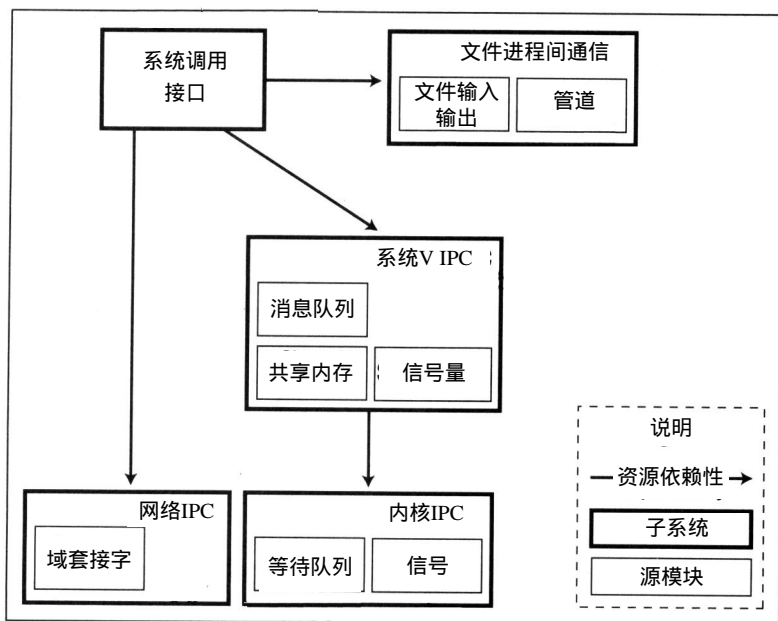 系统调用
接口
文件进程间通信
文件输入
输出
管道
系统V IPC
消息队列
共享内存
信号量
网络IPC
域套接字
内核IPC
等待队列
信号
说明
资源依赖性
子系统
源模块